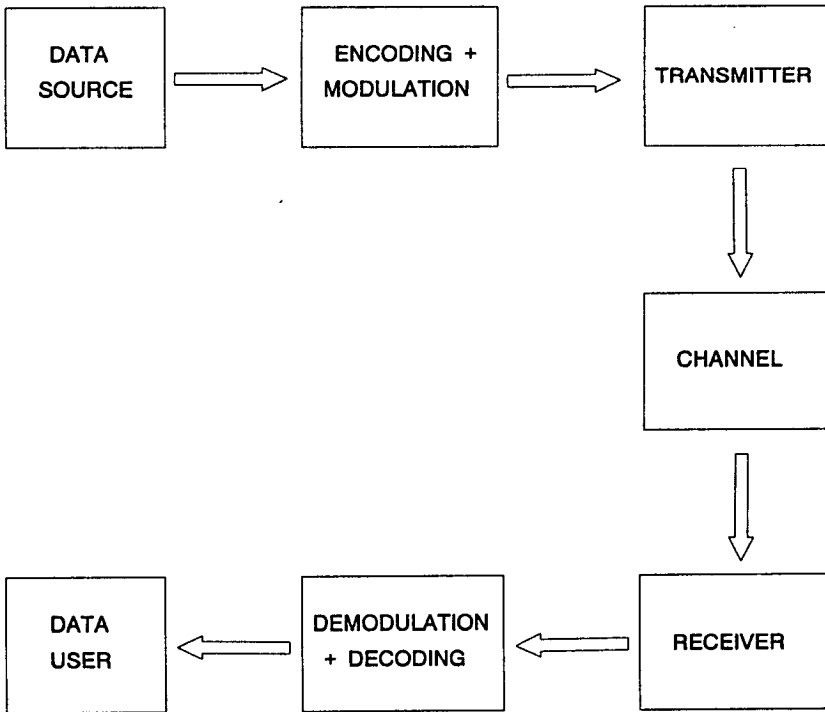 DATA
SOURCE
ENCODING +
MODULATION
TRANSMITTER
CHANNEL
RECEIVER
DEMODULATION
+ DECODING
DATA
USER